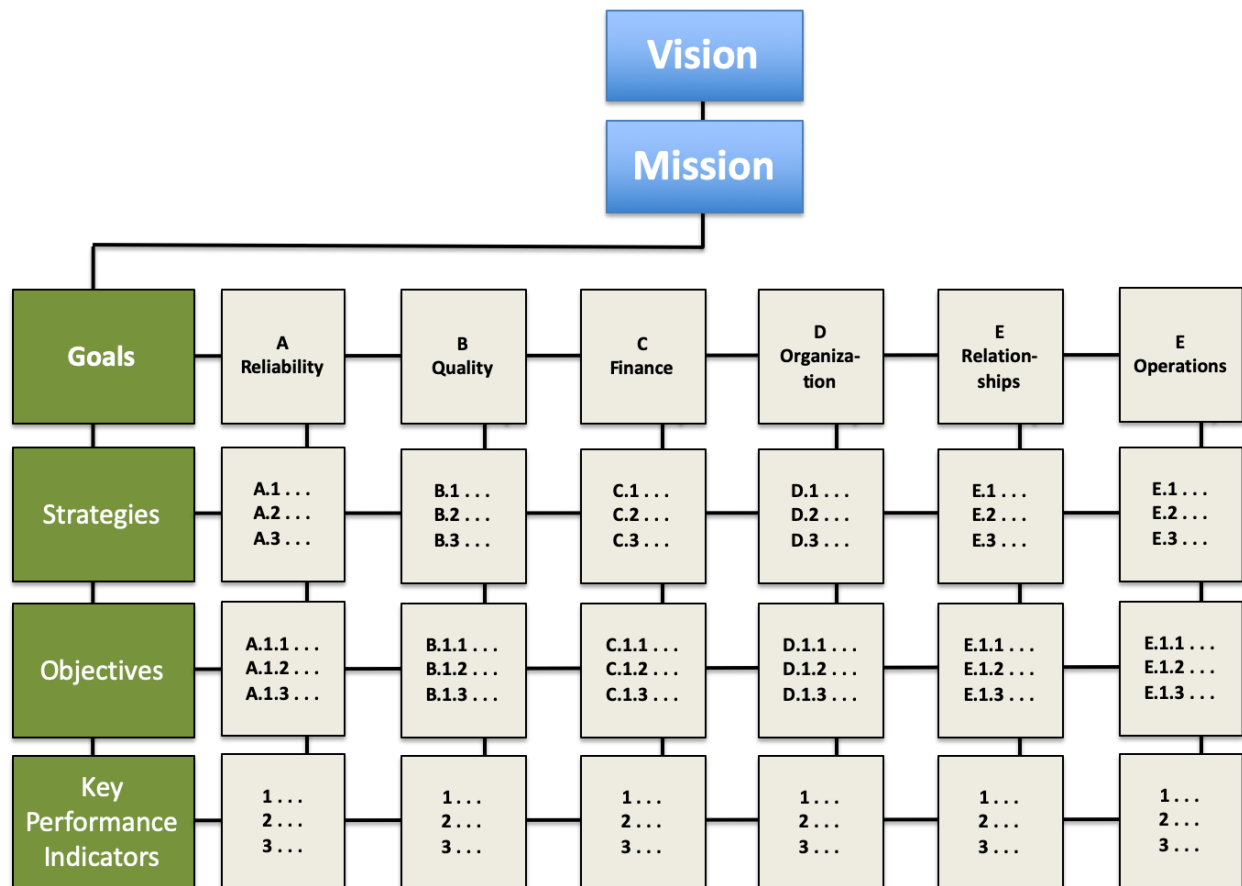 Vision
Mission
Goals
A
Reliability
B
Quality
C
Finance
D
Organiza-
tion
E
Relation-
ships
E
Operations
Strategies
A.1 . . .
A.2 . . .
A.3 . . .
B.1 . . .
B.2 . . .
B.3 . . .
C.1 . . .
C.2 . . .
C.3 . . .
D.1 . . .
D.2 . . .
D.3 . . .
E.1 . . .
E.2 . . .
E.3 . . .
E.1 . . .
E.2 . . .
E.3 . . .
Objectives
A.1.1 . . .
A.1.2 . . .
A.1.3 . . .
B.1.1 . . .
B.1.2 . . .
B.1.3 . . .
C.1.1 . . .
C.1.2 . . .
C.1.3 . . .
D.1.1 . . .
D.1.2 . . .
D.1.3 . . .
E.1.1 . . .
E.1.2 . . .
E.1.3 . . .
E.1.1 . . .
E.1.2 . . .
E.1.3 . . .
Key
Performance
Indicators
1 . . .
2 . . .
3 . . .
1 . . .
2 . . .
3 . . .
1 . . .
2 . . .
3 . . .
1 . . .
2 . . .
3 . . .
1 . . .
2 . . .
3 . . .
1 . . .
2 . . .
3 . . .